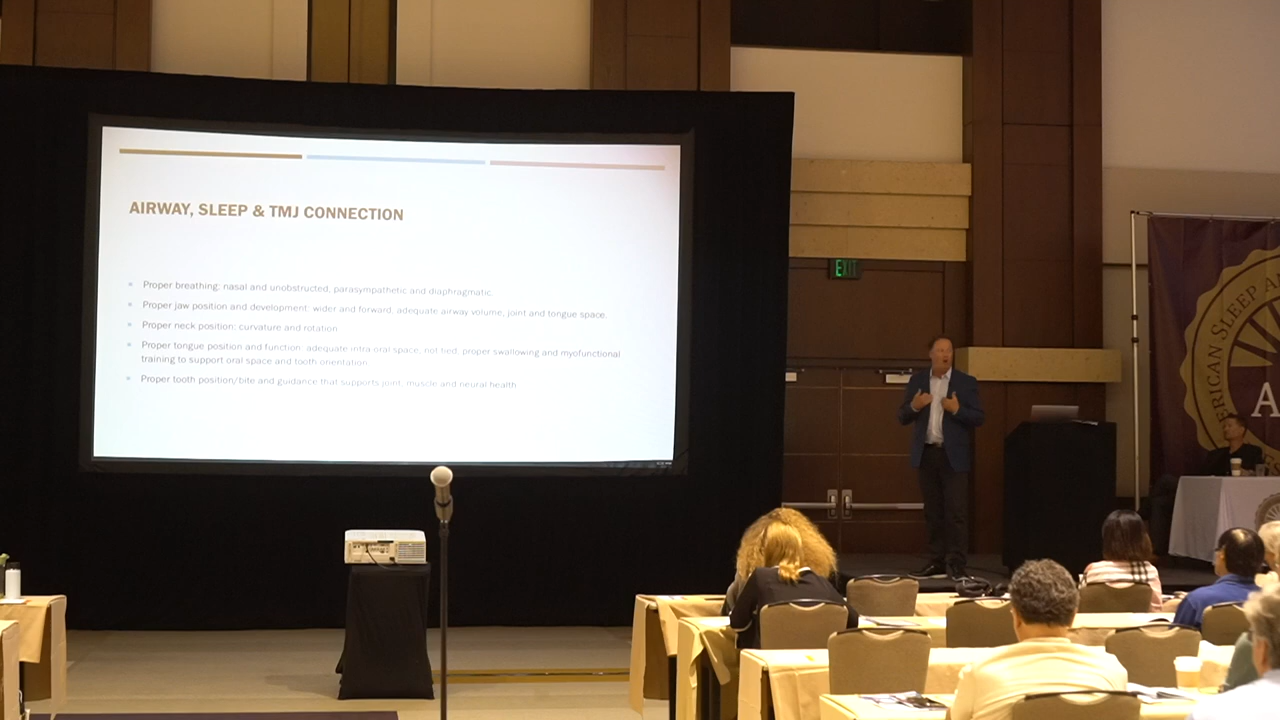 AIRWAY, SLEEP & TMJ CONNECTION
Proper breathing: nasal and unobstructed, parasympathetic and diaphragmatic.
Proper jaw position and development: wider and forward, adequate airway volume, joint and tongue space.
Proper neck position: curvature and rotation
Proper tongue position and function: adequate intra oral space, not tied, proper swallowing and myofunctional
training to support oral space and tooth orientation
Proper tooth position/bite and guidance that supports joint, muscle and neural health
EXIT
ERICAN SLEEP A
A